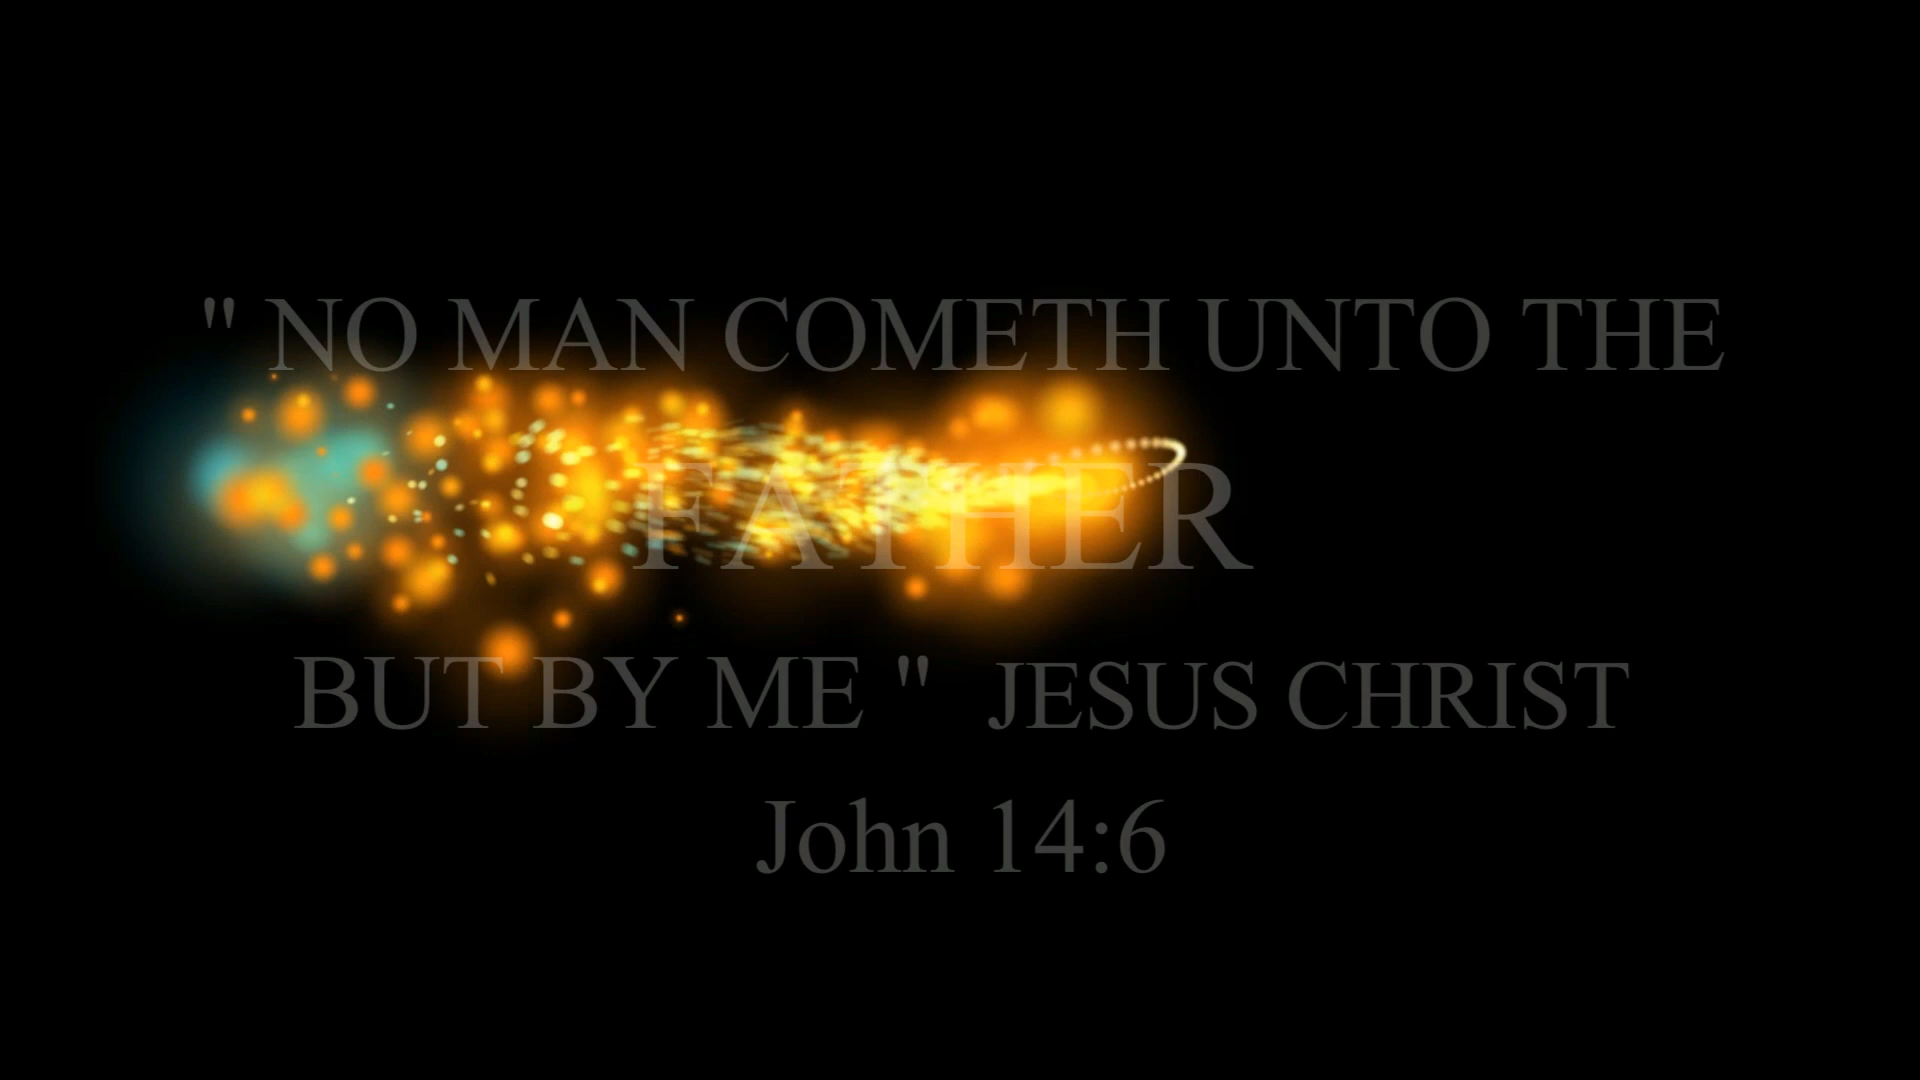 " NO MAN COMETH UNTO THE
FATHER
BUT BY ME " JESUS CHRIST
John 14:6